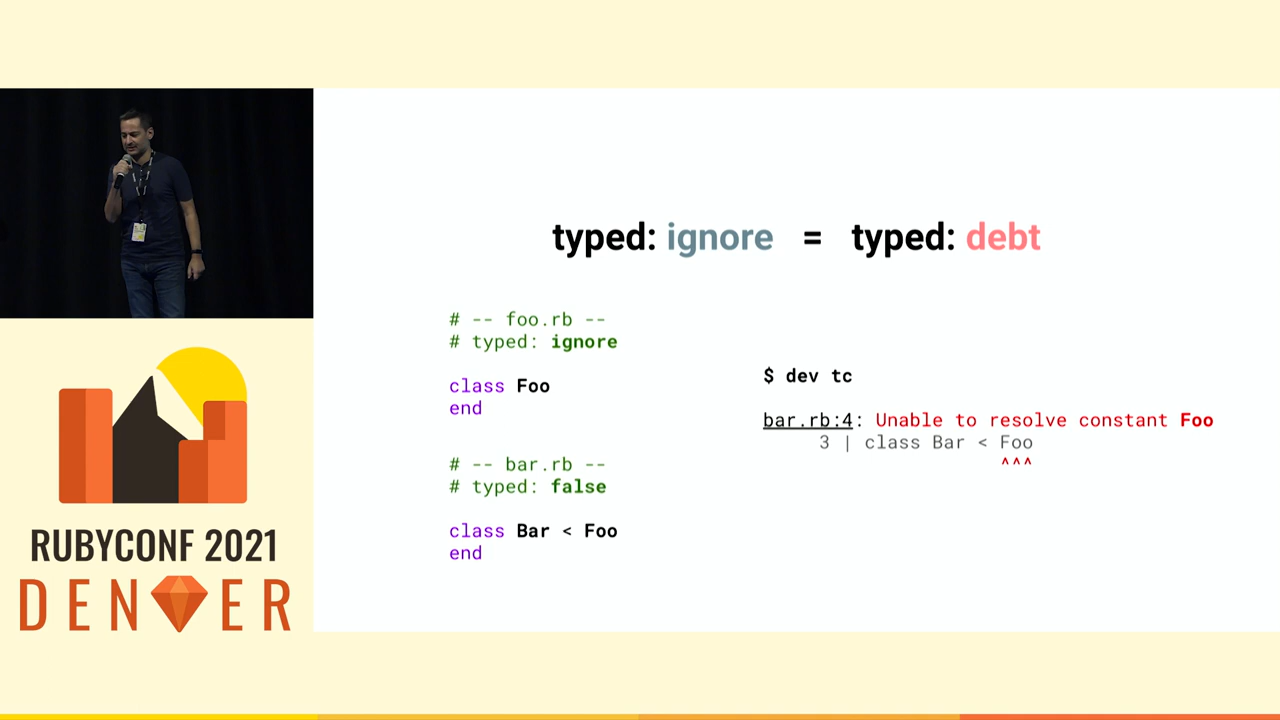 typed: ignore = typed: debt
# -- foo.rb --
# typed: ignore
class Foo
end
# -- bar.rb --
# typed: false
class Bar < Foo
end
$ dev tc
bar.rb:4: Unable to resolve constant Foo
3 | class Bar < Foo
^^^
RUBYCONF 2021
DENVER